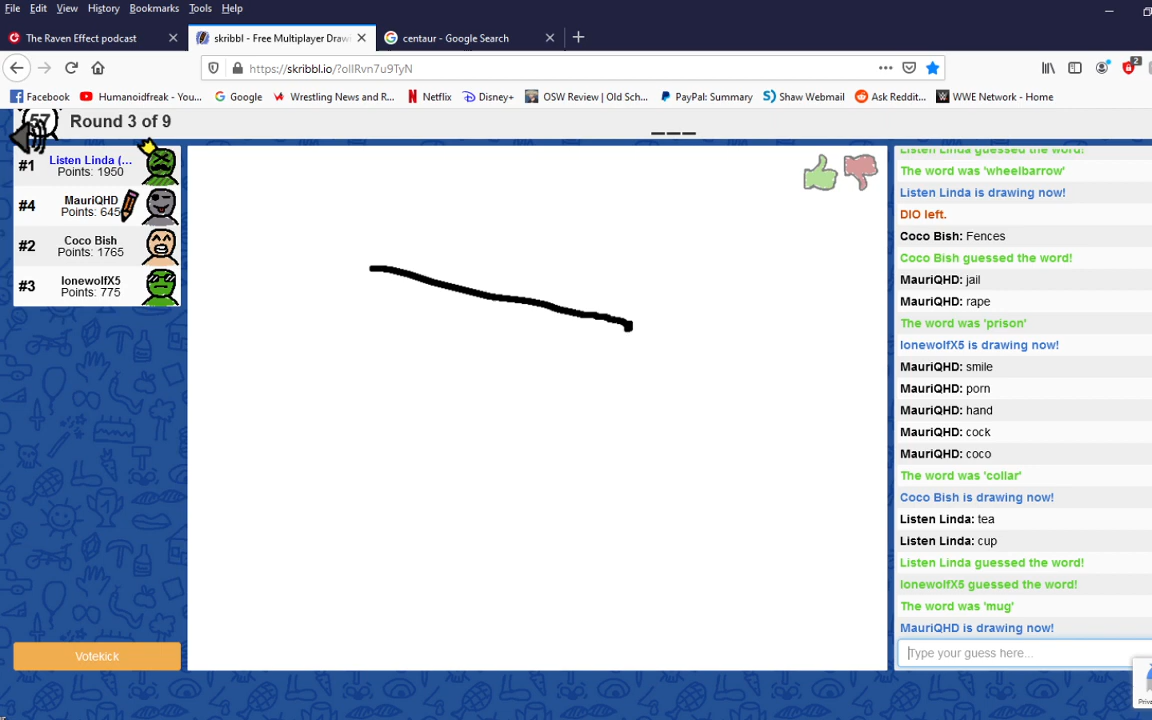 File Edit View History Bookmarks Tools Help
The Raven Effect podcast
skribbl - Free Multiplayer Drawi
centaur - Google Search
https://skribbl.io/?olIRvn7u9TyN
2
Facebook Humanoidfreak - You... Google Wrestling News and R... Netflix Disney+ OSW Review | Old Sch... PayPal: Summary Shaw Webmail Ask Reddit... WWE Network - Home
57 Round 3 of 9
___
#1 Listen Linda (...
Points: 1950
#4 MauriQHD
Points: 645
#2 Coco Bish
Points: 1765
#3 lonewolfX5
Points: 775
Votekick
Listen Linda guessed the word!
The word was 'wheelbarrow'
Listen Linda is drawing now!
DIO left.
Coco Bish: Fences
Coco Bish guessed the word!
MauriQHD: jail
MauriQHD: rape
The word was 'prison'
lonewolfX5 is drawing now!
MauriQHD: smile
MauriQHD: porn
MauriQHD: hand
MauriQHD: cock
MauriQHD: coco
The word was 'collar'
Coco Bish is drawing now!
Listen Linda: tea
Listen Linda: cup
Listen Linda guessed the word!
lonewolfX5 guessed the word!
The word was 'mug'
MauriQHD is drawing now!
Type your guess here...